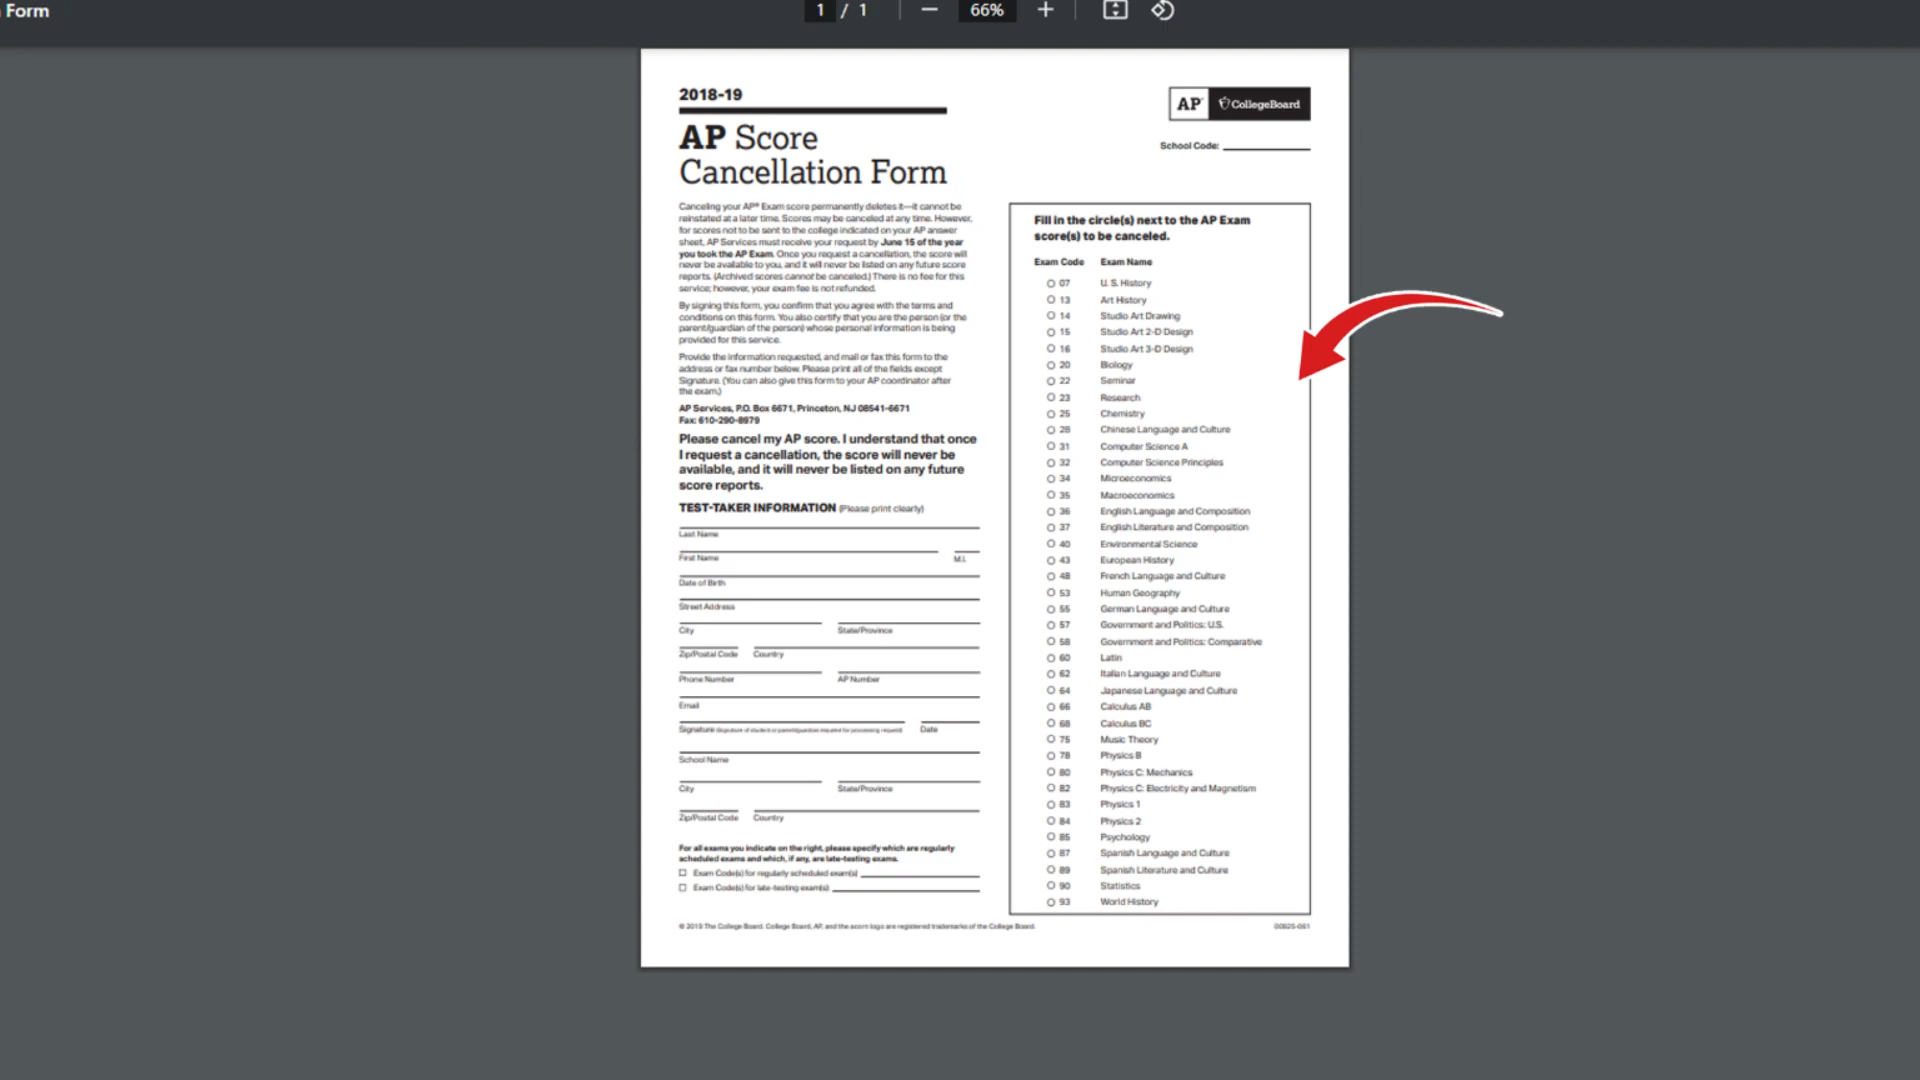 Form
1 / 1
66%
2018-19
AP Score
Cancellation Form
AP CollegeBoard
School Code:
Canceling your AP® Exam score permanently deletes it—it cannot be
reinstated at a later time. Scores may be canceled at any time. However,
for scores not to be sent to the college indicated on your AP answer
sheet, AP Services must receive your request by June 15 of the year
you took the AP Exam. Once you request a cancellation, the score will
never be available to you, and it will never be listed on any future score
reports. (Archived scores cannot be canceled.) There is no fee for this
service; however, your exam fee is not refunded.
By signing this form, you confirm that you agree with the terms and
conditions on this form. You also certify that you are the person (or the
parent/guardian of the person) whose personal information is being
provided for this service.
Provide the information requested, and mail or fax this form to the
address or fax number below. Please print all of the fields except
Signature. (You can also give this form to your AP coordinator after
the exam.)
AP Services, P.O. Box 6671, Princeton, NJ 08541-6671
Fax: 610-290-8979
Please cancel my AP score. I understand that once
I request a cancellation, the score will never be
available, and it will never be listed on any future
score reports.
TEST-TAKER INFORMATION (Please print clearly)
Last Name
First Name M.I.
Date of Birth
Street Address
City State/Province
Zip/Postal Code Country
Phone Number AP Number
Email
Signature (Signature of student or parent/guardian required for processing request) Date
School Name
City State/Province
Zip/Postal Code Country
For all exams you indicate on the right, please specify which are regularly
scheduled exams and which, if any, are late-testing exams.
Exam Code(s) for regularly scheduled exam(s)
Exam Code(s) for late-testing exam(s)
Fill in the circle(s) next to the AP Exam
score(s) to be canceled.
Exam Code Exam Name
07 U. S. History
13 Art History
14 Studio Art Drawing
15 Studio Art 2-D Design
16 Studio Art 3-D Design
20 Biology
22 Seminar
23 Research
25 Chemistry
28 Chinese Language and Culture
31 Computer Science A
32 Computer Science Principles
34 Microeconomics
35 Macroeconomics
36 English Language and Composition
37 English Literature and Composition
40 Environmental Science
43 European History
48 French Language and Culture
53 Human Geography
55 German Language and Culture
57 Government and Politics: U.S.
58 Government and Politics: Comparative
60 Latin
62 Italian Language and Culture
64 Japanese Language and Culture
66 Calculus AB
68 Calculus BC
75 Music Theory
78 Physics B
80 Physics C: Mechanics
82 Physics C: Electricity and Magnetism
83 Physics 1
84 Physics 2
85 Psychology
87 Spanish Language and Culture
89 Spanish Literature and Culture
90 Statistics
93 World History
© 2019 The College Board. College Board, AP, and the acorn logo are registered trademarks of the College Board.
00825-061